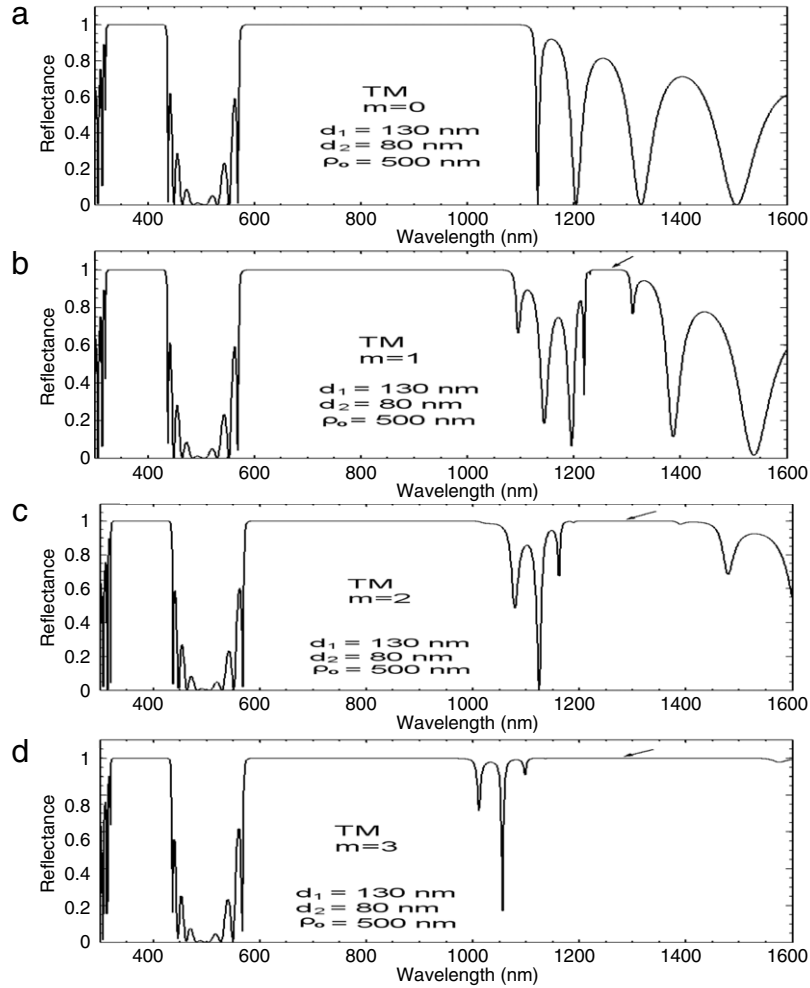 a
1
0.8
0.6
0.4
0.2
0
Reflectance
TM
m=0
d₁ = 130 nm
d₂ = 80 nm
ρₒ = 500 nm
400 600 800 1000 1200 1400 1600
Wavelength (nm)
b
1
0.8
0.6
0.4
0.2
0
Reflectance
TM
m=1
d₁ = 130 nm
d₂ = 80 nm
ρₒ = 500 nm
400 600 800 1000 1200 1400 1600
Wavelength (nm)
c
1
0.8
0.6
0.4
0.2
0
Reflectance
TM
m=2
d₁ = 130 nm
d₂ = 80 nm
ρₒ = 500 nm
400 600 800 1000 1200 1400 1600
Wavelength (nm)
d
1
0.8
0.6
0.4
0.2
0
Reflectance
TM
m=3
d₁ = 130 nm
d₂ = 80 nm
ρₒ = 500 nm
400 600 800 1000 1200 1400 1600
Wavelength (nm)